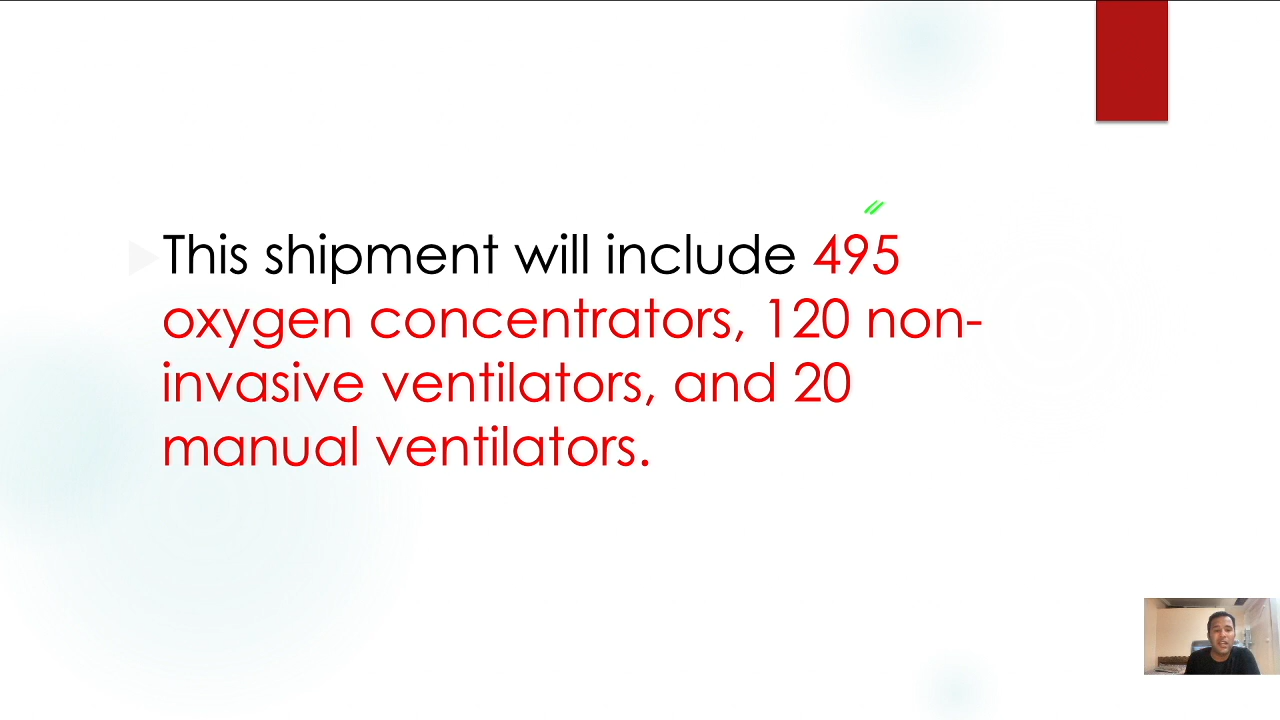 This shipment will include 495
oxygen concentrators, 120 non-
invasive ventilators, and 20
manual ventilators.